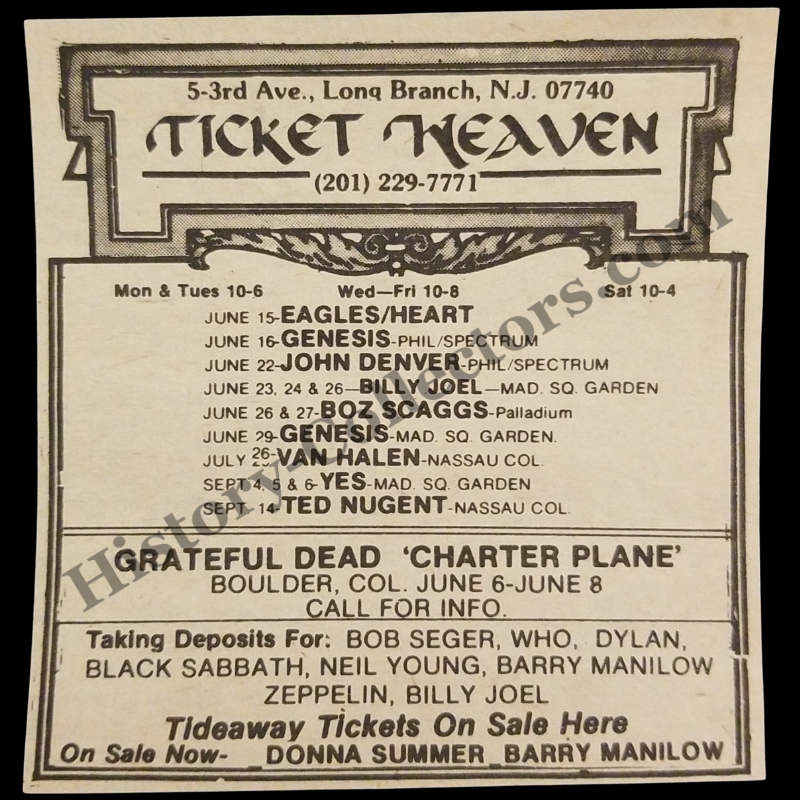 5-3rd Ave., Long Branch, N.J. 07740
TICKET HEAVEN
(201) 229-7771
Mon & Tues 10-6 Wed—Fri 10-8 Sat 10-4
JUNE 15-EAGLES/HEART
JUNE 16-GENESIS-PHIL/SPECTRUM
JUNE 22-JOHN DENVER-PHIL/SPECTRUM
JUNE 23, 24 & 26—BILLY JOEL—MAD. SQ. GARDEN
JUNE 26 & 27-BOZ SCAGGS-Palladium
JUNE 29-GENESIS-MAD. SQ. GARDEN.
JULY 26-VAN HALEN-NASSAU COL.
SEPT 4, 5 & 6-YES-MAD. SQ. GARDEN
SEPT. 14-TED NUGENT-NASSAU COL.
GRATEFUL DEAD 'CHARTER PLANE'
BOULDER, COL. JUNE 6-JUNE 8
CALL FOR INFO.
Taking Deposits For: BOB SEGER, WHO, DYLAN,
BLACK SABBATH, NEIL YOUNG, BARRY MANILOW
ZEPPELIN, BILLY JOEL
Tideaway Tickets On Sale Here
On Sale Now- DONNA SUMMER BARRY MANILOW
History-Collectors.com